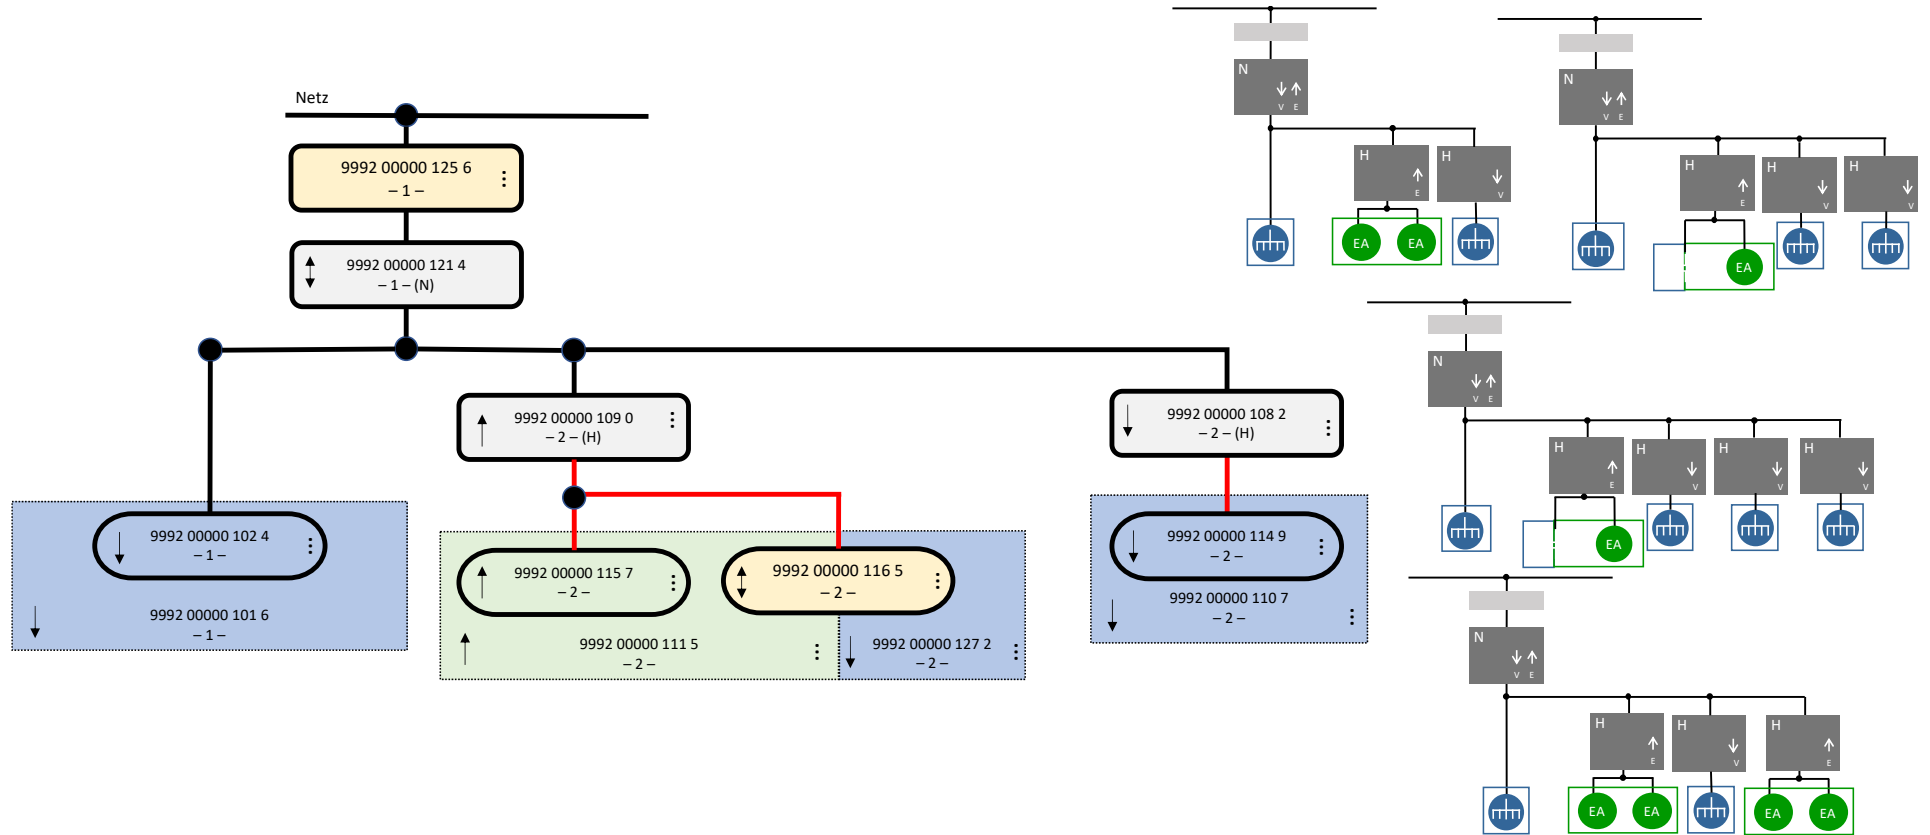 Netz
9992 00000 125 6
– 1 –
9992 00000 121 4
– 1 – (N)
9992 00000 109 0
– 2 – (H)
9992 00000 108 2
– 2 – (H)
9992 00000 102 4
– 1 –
9992 00000 101 6
– 1 –
9992 00000 115 7
– 2 –
9992 00000 116 5
– 2 –
9992 00000 111 5
– 2 –
9992 00000 127 2
– 2 –
9992 00000 114 9
– 2 –
9992 00000 110 7
– 2 –
N
V E
H
E
H
V
EA
EA
N
V E
H
E
H
V
H
V
EA
N
V E
H
E
H
V
H
V
H
V
EA
N
V E
H
E
H
V
H
E
EA
EA
EA
EA